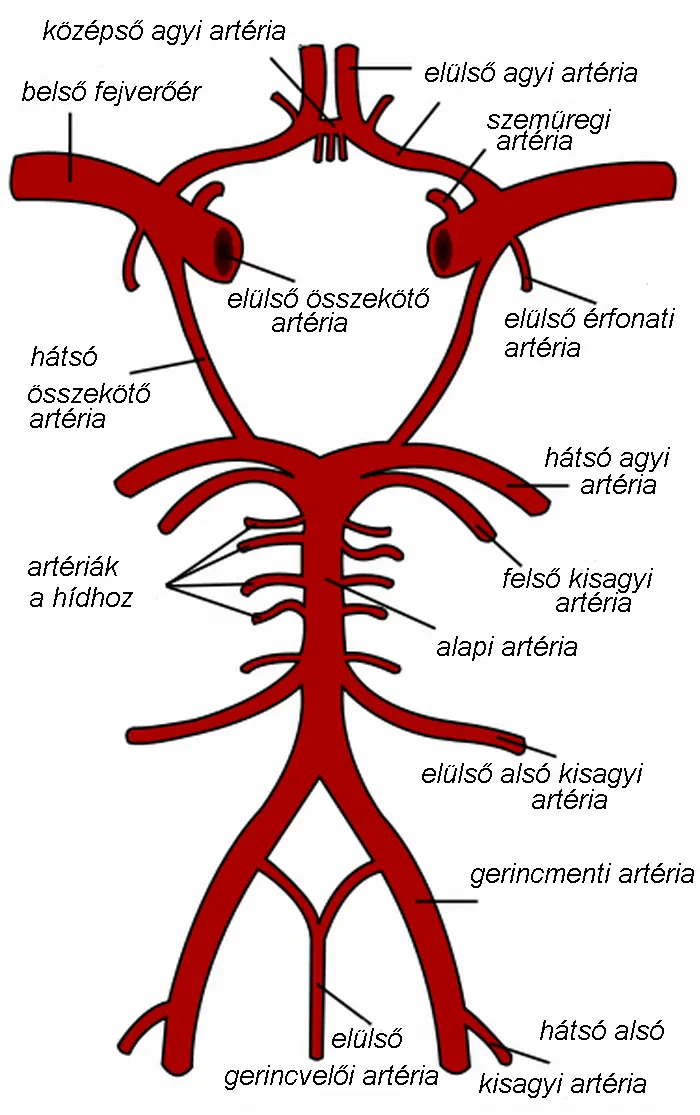 középső agyi artéria
elülső agyi artéria
belső fejverőér
szemüregi
artéria
elülső összekötő
artéria
elülső érfonati
artéria
hátsó
összekötő
artéria
hátsó agyi
artéria
artériák
a hídhoz
felső kisagyi
artéria
alapi artéria
elülső alsó kisagyi
artéria
gerincmenti artéria
elülső
gerincvelői artéria
hátsó alsó
kisagyi artéria